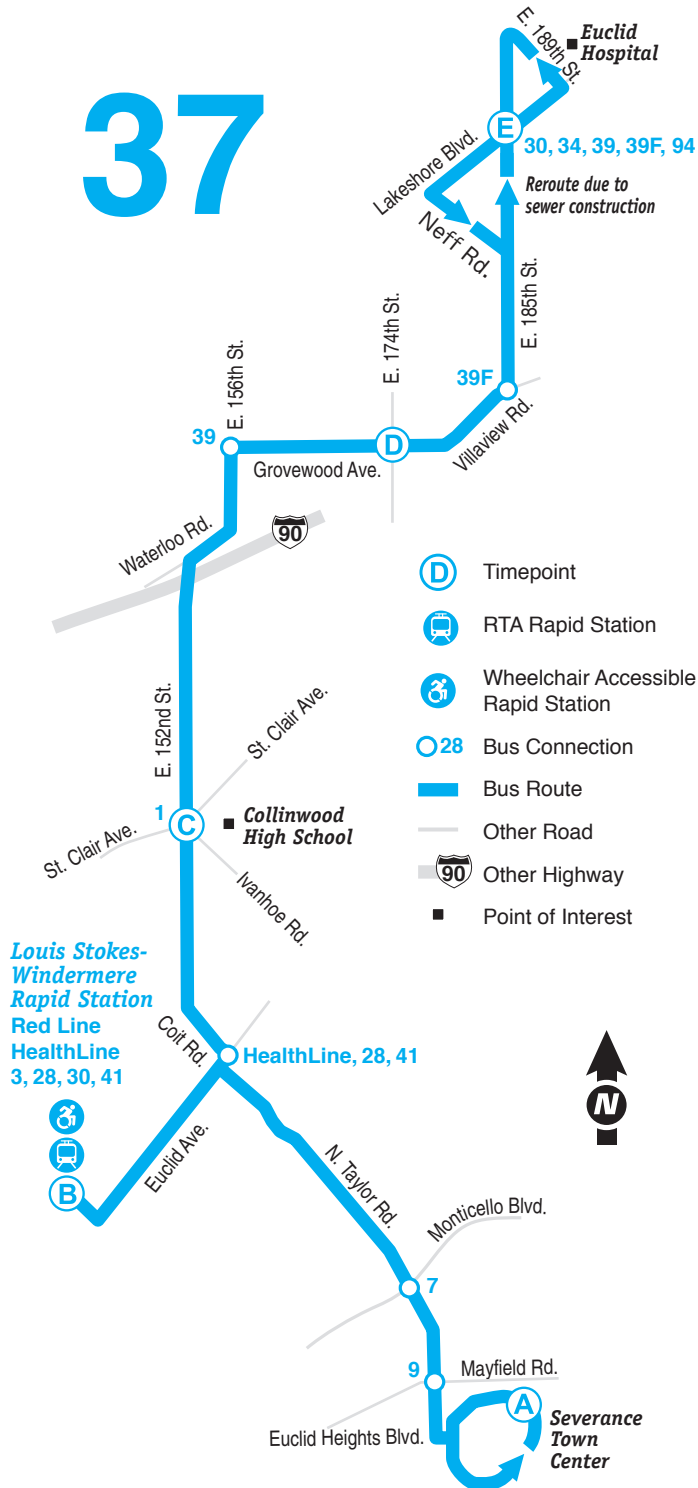 37
E. 189th St.
Euclid
Hospital
E
30, 34, 39, 39F, 94
Lakeshore Blvd.
Reroute due to
sewer construction
Neff Rd.
E. 185th St.
E. 174th St.
E. 156th St.
39F
39
D
Villaview Rd.
Grovewood Ave.
Waterloo Rd.
90
D Timepoint
RTA Rapid Station
Wheelchair Accessible
Rapid Station
28 Bus Connection
Bus Route
Other Road
90 Other Highway
Point of Interest
E. 152nd St.
St. Clair Ave.
1
C
Collinwood
High School
St. Clair Ave.
Ivanhoe Rd.
Louis Stokes-
Windermere
Rapid Station
Red Line
HealthLine
3, 28, 30, 41
Coit Rd.
HealthLine, 28, 41
B
Euclid Ave.
N
N. Taylor Rd.
Monticello Blvd.
7
9
Mayfield Rd.
A
Euclid Heights Blvd.
Severance
Town
Center